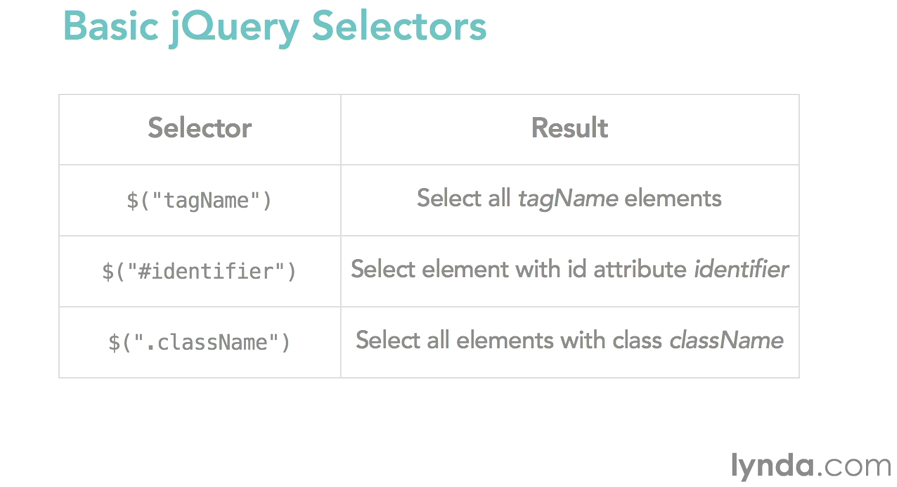 Basic jQuery Selectors
Selector Result
$("tagName") Select all tagName elements
$("#identifier") Select element with id attribute identifier
$(".className") Select all elements with class className
lynda.com